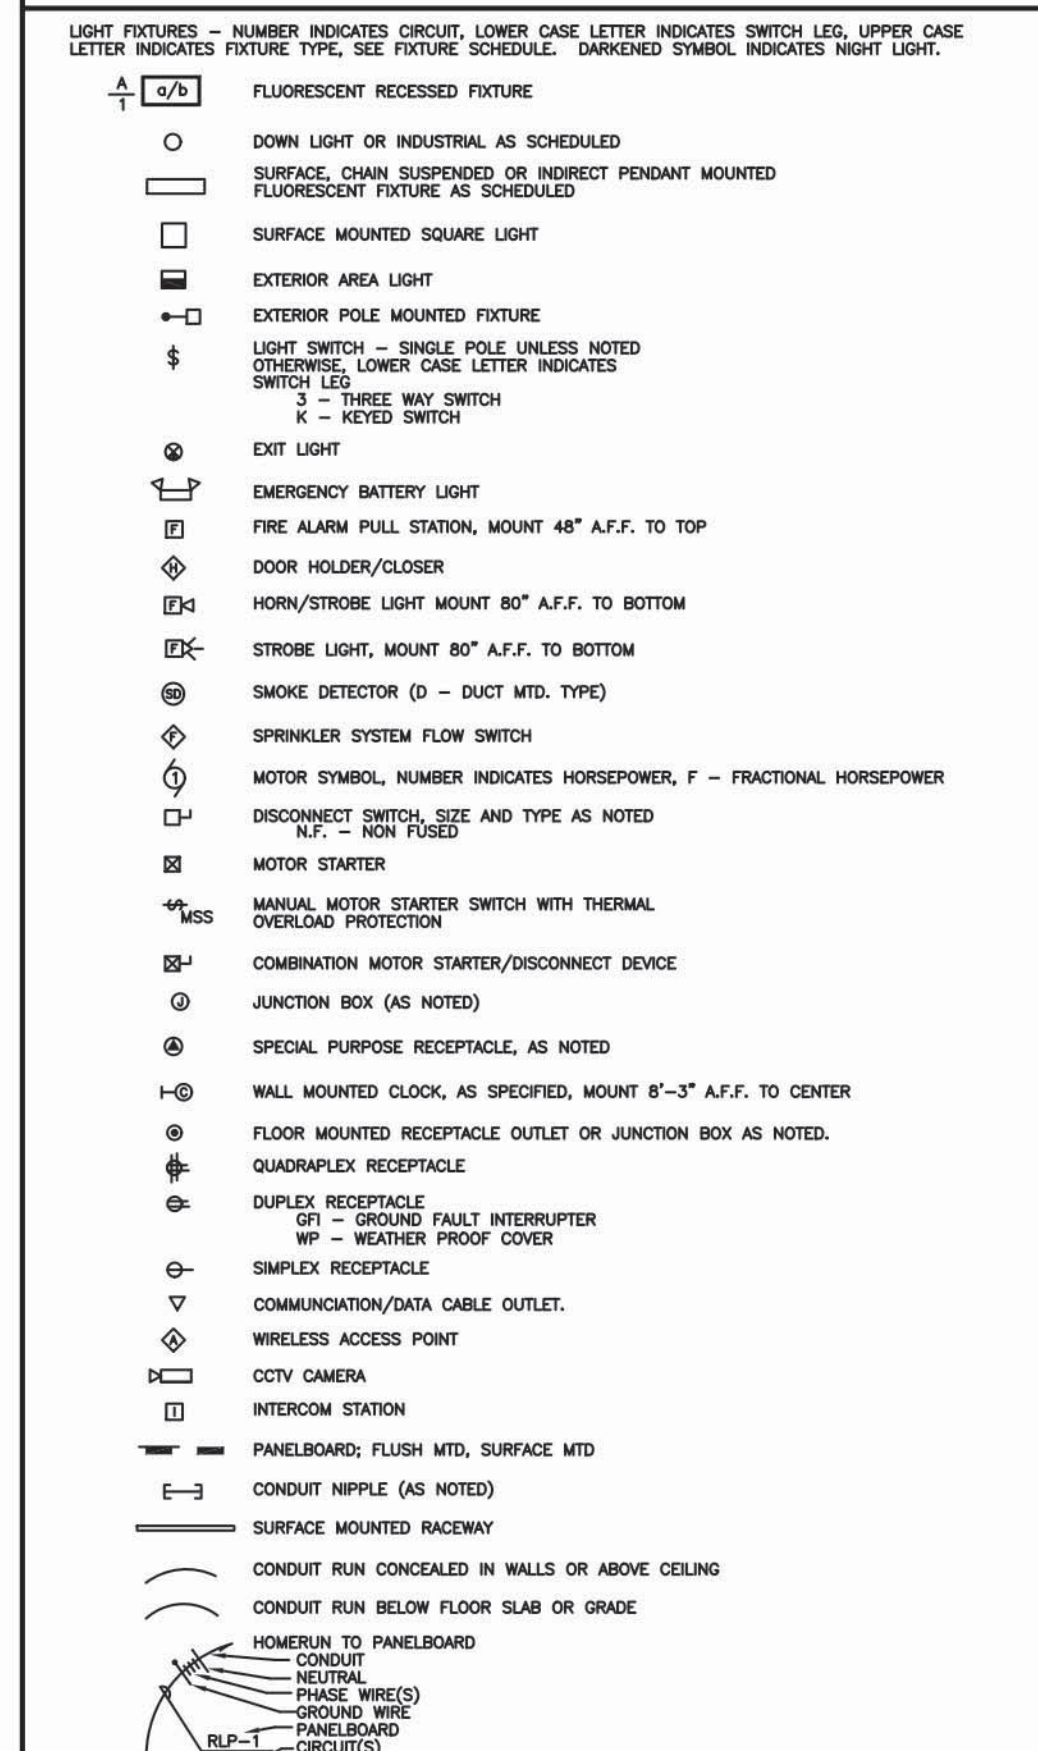 LIGHT FIXTURES – NUMBER INDICATES CIRCUIT, LOWER CASE LETTER INDICATES SWITCH LEG, UPPER CASE
LETTER INDICATES FIXTURE TYPE, SEE FIXTURE SCHEDULE. DARKENED SYMBOL INDICATES NIGHT LIGHT.
A
1
a/b
FLUORESCENT RECESSED FIXTURE
DOWN LIGHT OR INDUSTRIAL AS SCHEDULED
SURFACE, CHAIN SUSPENDED OR INDIRECT PENDANT MOUNTED
FLUORESCENT FIXTURE AS SCHEDULED
SURFACE MOUNTED SQUARE LIGHT
EXTERIOR AREA LIGHT
EXTERIOR POLE MOUNTED FIXTURE
$ LIGHT SWITCH – SINGLE POLE UNLESS NOTED
OTHERWISE, LOWER CASE LETTER INDICATES
SWITCH LEG
3 – THREE WAY SWITCH
K – KEYED SWITCH
EXIT LIGHT
EMERGENCY BATTERY LIGHT
F FIRE ALARM PULL STATION, MOUNT 48" A.F.F. TO TOP
H DOOR HOLDER/CLOSER
F HORN/STROBE LIGHT MOUNT 80" A.F.F. TO BOTTOM
F STROBE LIGHT, MOUNT 80" A.F.F. TO BOTTOM
SD SMOKE DETECTOR (D – DUCT MTD. TYPE)
F SPRINKLER SYSTEM FLOW SWITCH
1 MOTOR SYMBOL, NUMBER INDICATES HORSEPOWER, F – FRACTIONAL HORSEPOWER
DISCONNECT SWITCH, SIZE AND TYPE AS NOTED
N.F. – NON FUSED
MOTOR STARTER
$MSS MANUAL MOTOR STARTER SWITCH WITH THERMAL
OVERLOAD PROTECTION
COMBINATION MOTOR STARTER/DISCONNECT DEVICE
J JUNCTION BOX (AS NOTED)
SPECIAL PURPOSE RECEPTACLE, AS NOTED
C WALL MOUNTED CLOCK, AS SPECIFIED, MOUNT 8'–3" A.F.F. TO CENTER
FLOOR MOUNTED RECEPTACLE OUTLET OR JUNCTION BOX AS NOTED.
QUADRAPLEX RECEPTACLE
DUPLEX RECEPTACLE
GFI – GROUND FAULT INTERRUPTER
WP – WEATHER PROOF COVER
SIMPLEX RECEPTACLE
COMMUNCIATION/DATA CABLE OUTLET.
A WIRELESS ACCESS POINT
CCTV CAMERA
I INTERCOM STATION
PANELBOARD; FLUSH MTD, SURFACE MTD
CONDUIT NIPPLE (AS NOTED)
SURFACE MOUNTED RACEWAY
CONDUIT RUN CONCEALED IN WALLS OR ABOVE CEILING
CONDUIT RUN BELOW FLOOR SLAB OR GRADE
HOMERUN TO PANELBOARD
CONDUIT
NEUTRAL
PHASE WIRE(S)
GROUND WIRE
PANELBOARD
RLP–1
CIRCUIT(S)